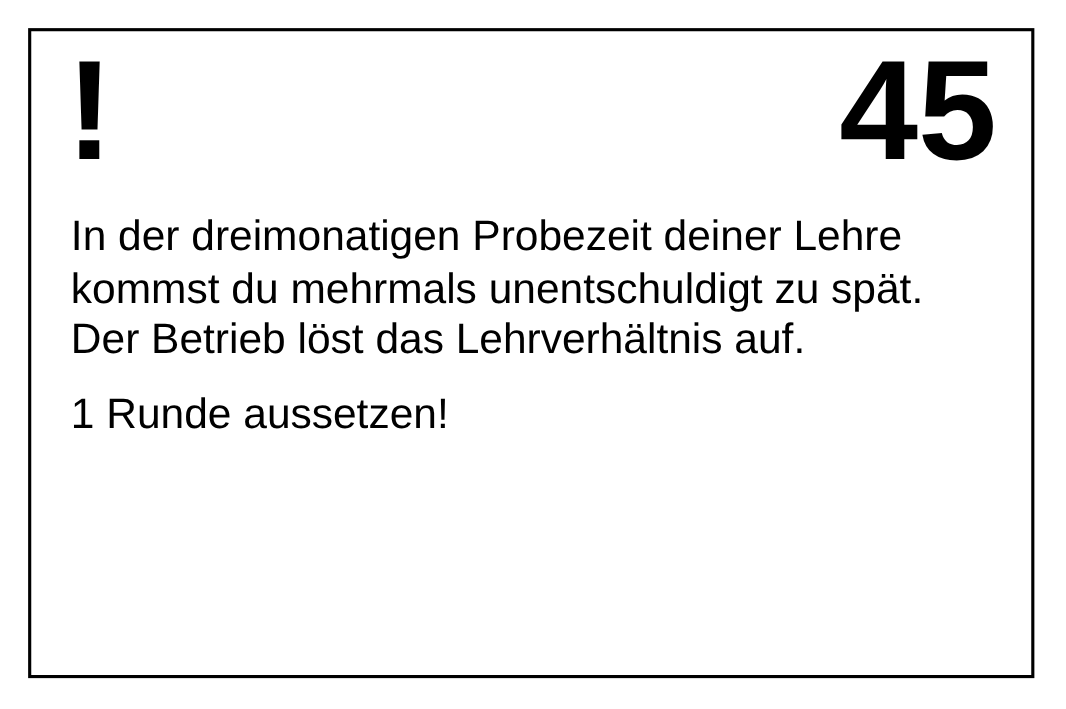 ! 45
In der dreimonatigen Probezeit deiner Lehre
kommst du mehrmals unentschuldigt zu spät.
Der Betrieb löst das Lehrverhältnis auf.
1 Runde aussetzen!